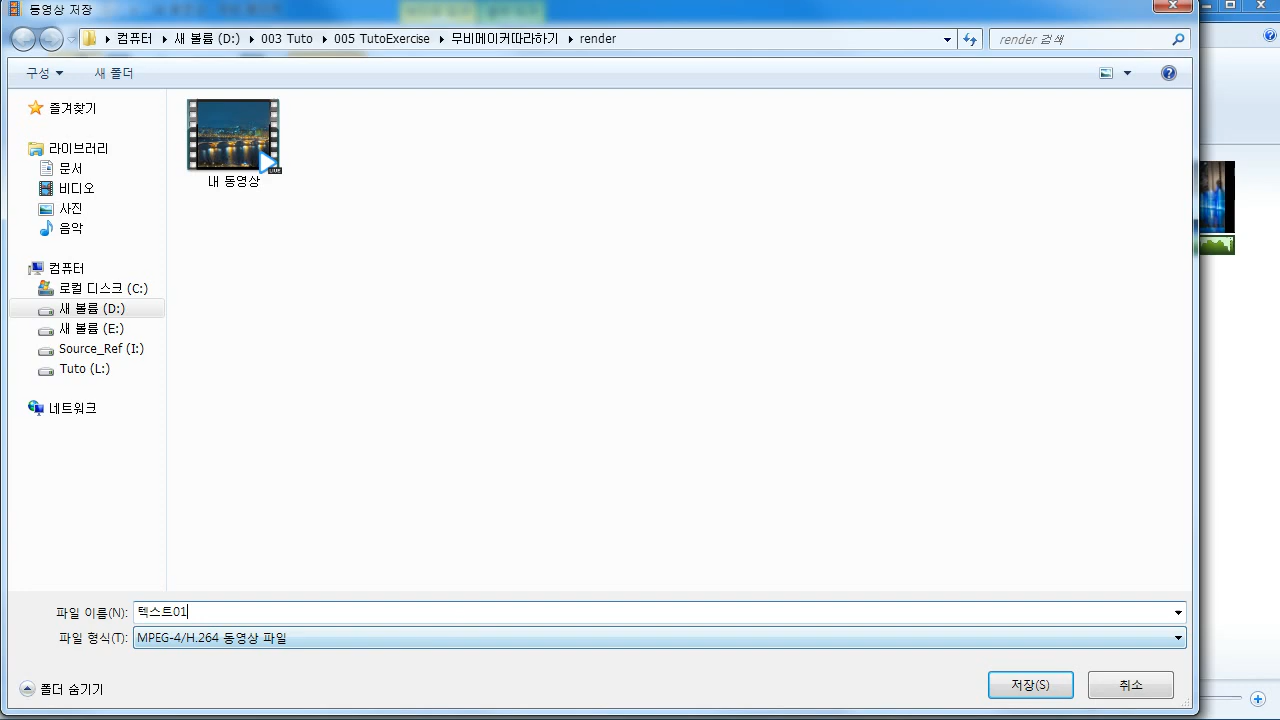 동영상 저장
컴퓨터 새 볼륨 (D:) 003 Tuto 005 TutoExercise 무비메이커따라하기 render
render 검색
구성 새 폴더
즐겨찾기
라이브러리
문서
비디오
사진
음악
컴퓨터
로컬 디스크 (C:)
새 볼륨 (D:)
새 볼륨 (E:)
Source_Ref (I:)
Tuto (L:)
네트워크
LIVE
내 동영상
파일 이름(N): 텍스트01
파일 형식(T): MPEG-4/H.264 동영상 파일
폴더 숨기기
저장(S) 취소